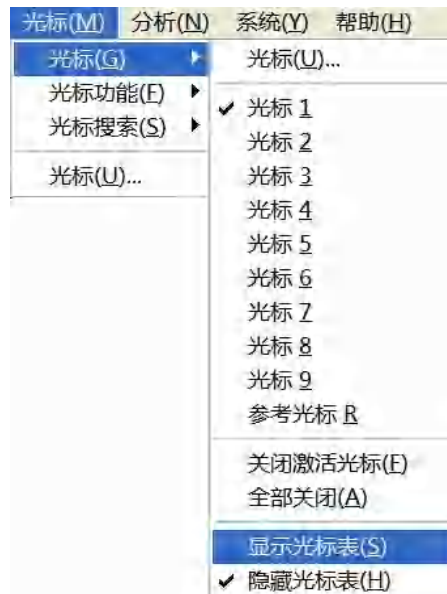 光标(M) 分析(N) 系统(Y) 帮助(H)
光标(G)
光标功能(F)
光标搜索(S)
光标(U)...
光标(U)...
光标 1
光标 2
光标 3
光标 4
光标 5
光标 6
光标 7
光标 8
光标 9
参考光标 R
关闭激活光标(F)
全部关闭(A)
显示光标表(S)
隐藏光标表(H)